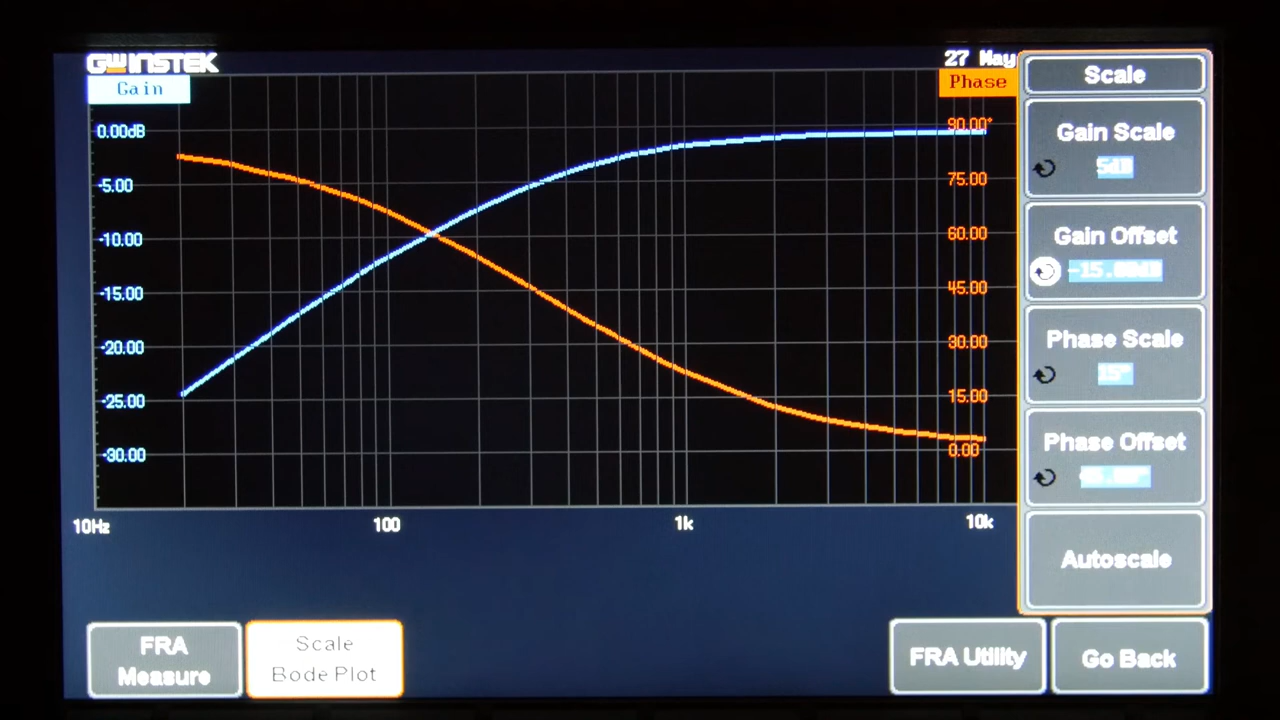 GWINSTEK
27 May
Gain
Phase
0.00dB
-5.00
-10.00
-15.00
-20.00
-25.00
-30.00
90.00°
75.00
60.00
45.00
30.00
15.00
0.00
10Hz
100
1k
10k
Scale
Gain Scale
5dB
Gain Offset
-15.00dB
Phase Scale
15°
Phase Offset
Autoscale
FRA
Measure
Scale
Bode Plot
FRA Utility
Go Back